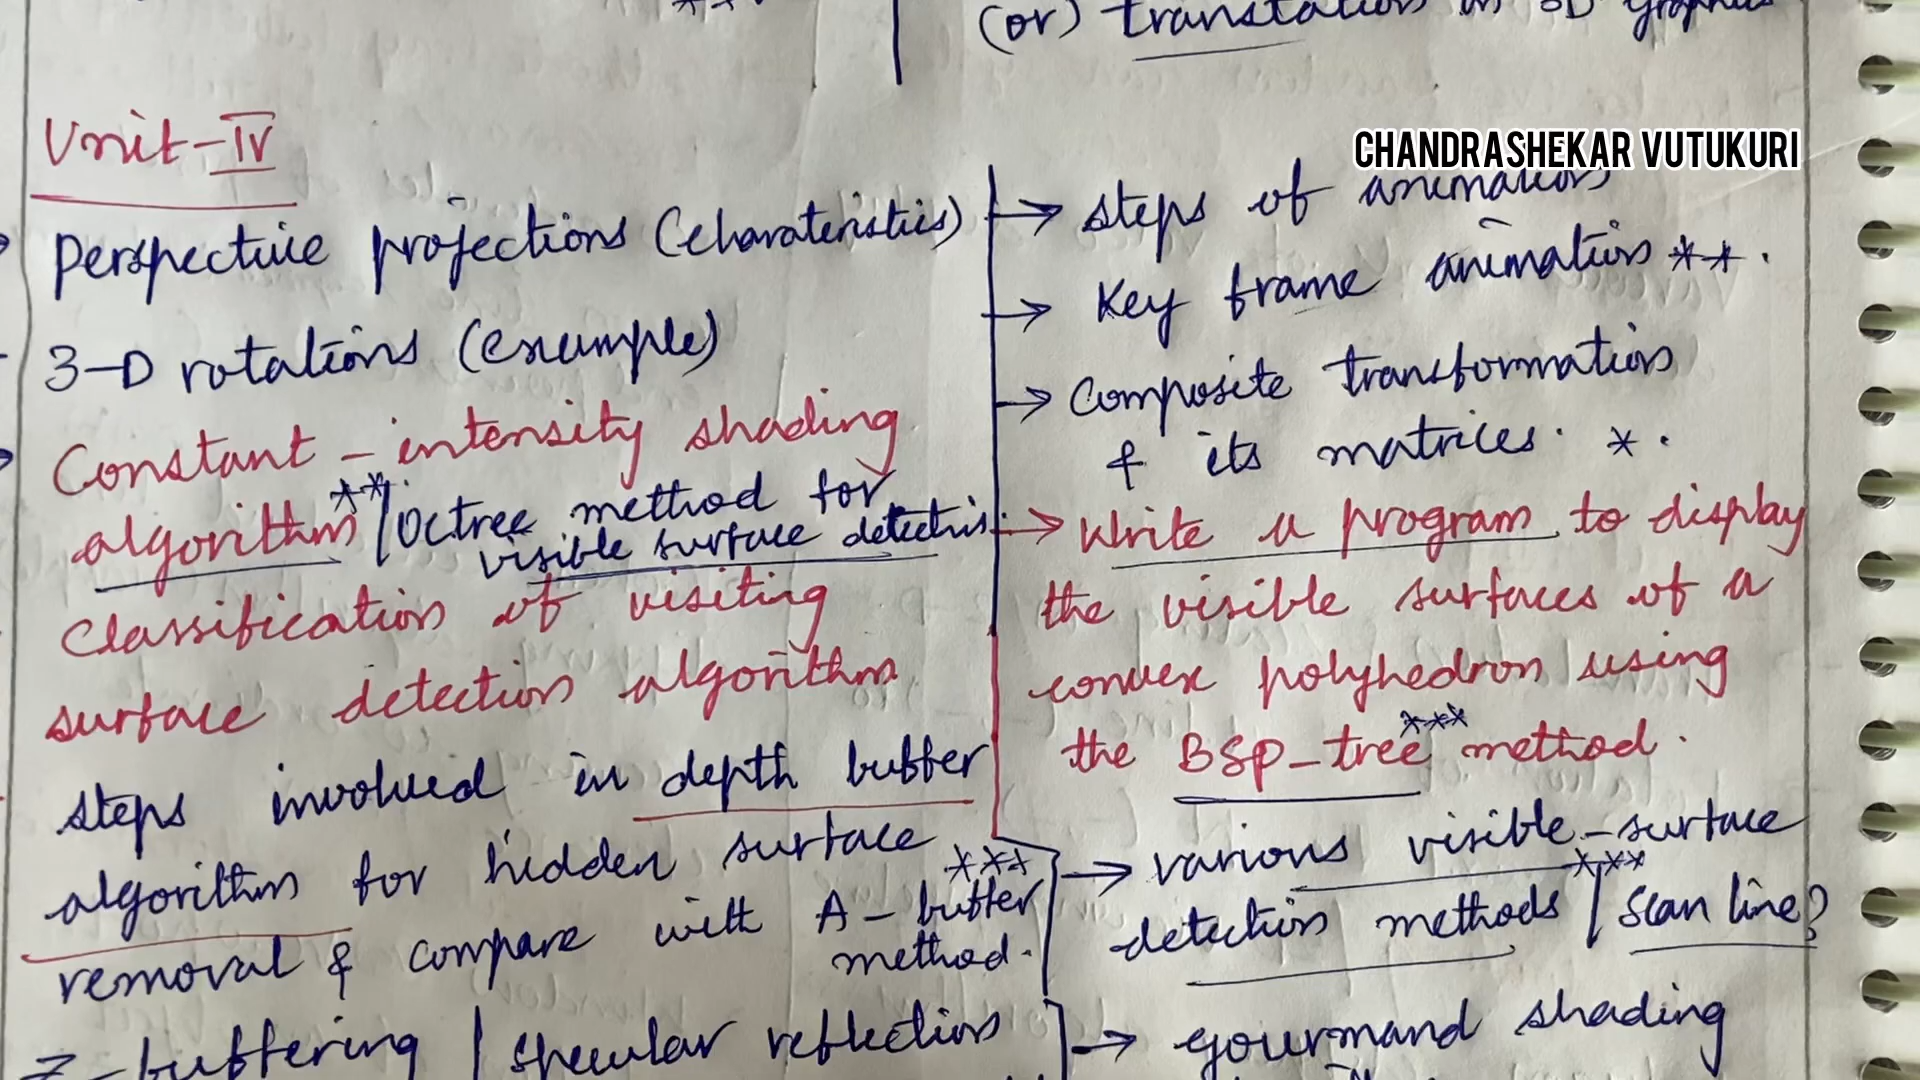 (or) translation in 3D graphics
CHANDRASHEKAR VUTUKURI
Unit-IV
Perspective projections (charateristics)
3-D rotations (example)
Constant - intensity shading
algorithm ** / octree method for
visible surface detection.
classification of visiting
surface detection algorithm
steps involved in depth buffer
algorithm for hidden surface
removal & compare with A-buffer ***
method.
Z-buffering / specular reflection
→ steps of animation
→ Key frame animation **.
→ Composite transformation
& its matrices. *.
→ Write a program to display
the visible surfaces of a
convex polyhedron using
the BSP-tree *** method.
→ various visible-surface
detection methods *** / Scan line?
→ gourmand shading